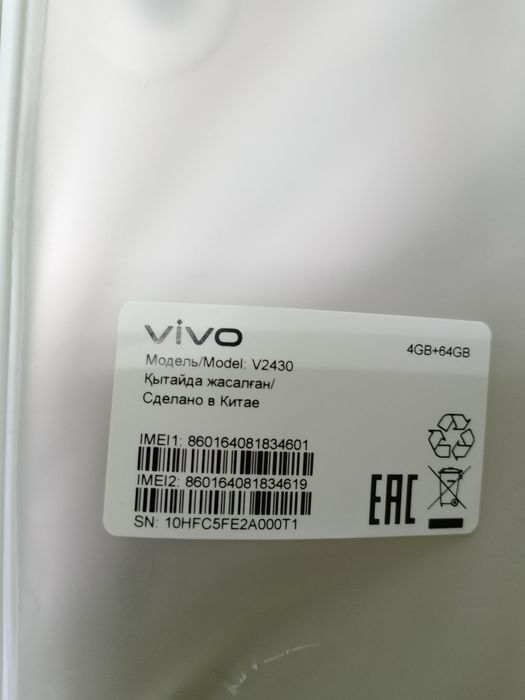 vivo
4GB+64GB
Модель/Model: V2430
Қытайда жасалған/
Сделано в Китае
IMEI1: 860164081834601
IMEI2: 860164081834619
SN: 10HFC5FE2A000T1
EAC